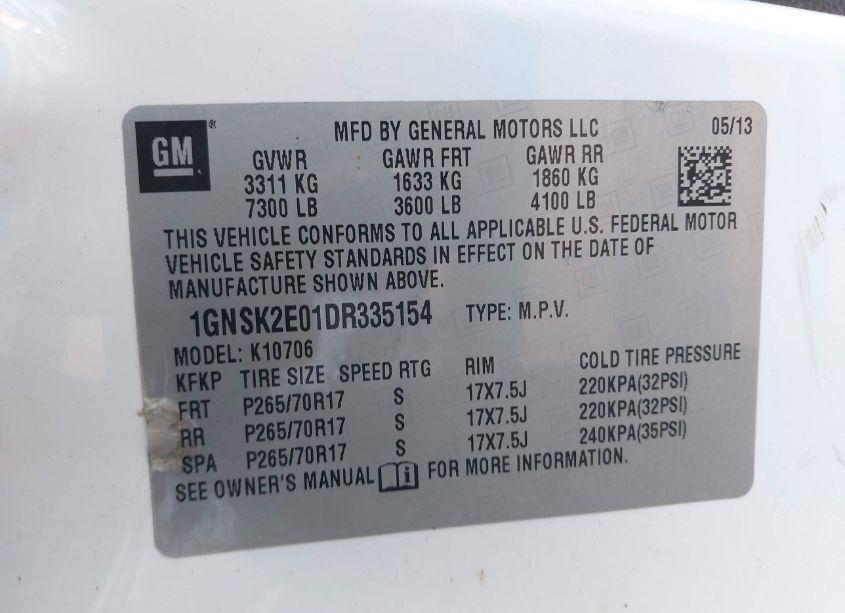 GM®
MFD BY GENERAL MOTORS LLC 05/13
GVWR GAWR FRT GAWR RR
3311 KG 1633 KG 1860 KG
7300 LB 3600 LB 4100 LB
THIS VEHICLE CONFORMS TO ALL APPLICABLE U.S. FEDERAL MOTOR
VEHICLE SAFETY STANDARDS IN EFFECT ON THE DATE OF
MANUFACTURE SHOWN ABOVE.
1GNSK2E01DR335154 TYPE: M.P.V.
MODEL: K10706
KFKP TIRE SIZE SPEED RTG RIM COLD TIRE PRESSURE
FRT P265/70R17 S 17X7.5J 220KPA(32PSI)
RR P265/70R17 S 17X7.5J 220KPA(32PSI)
SPA P265/70R17 S 17X7.5J 240KPA(35PSI)
SEE OWNER'S MANUAL i FOR MORE INFORMATION.